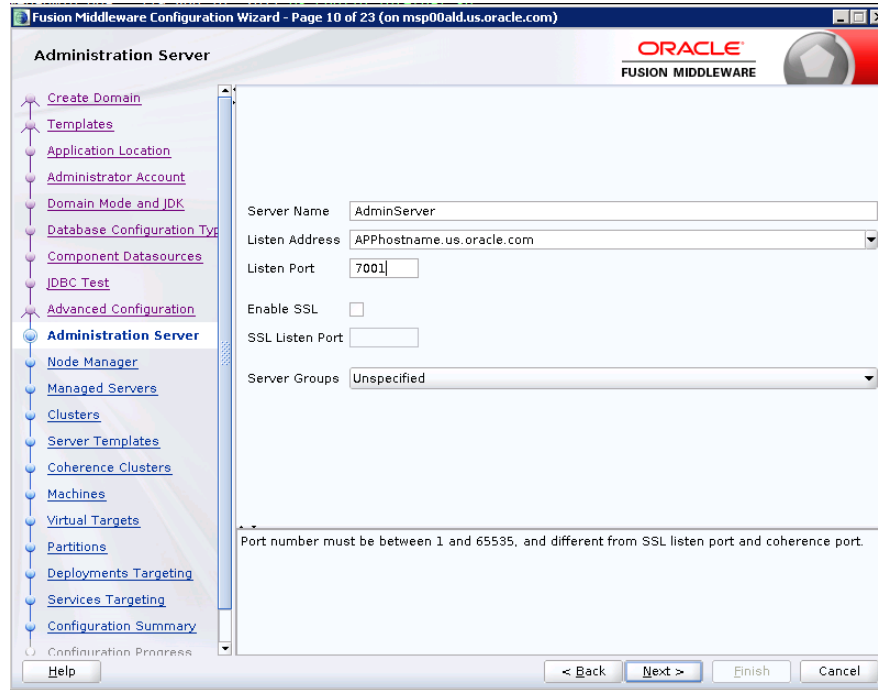 Fusion Middleware Configuration Wizard - Page 10 of 23 (on msp00ald.us.oracle.com)
Administration Server
ORACLE
FUSION MIDDLEWARE
Create Domain
Templates
Application Location
Administrator Account
Domain Mode and JDK
Database Configuration Typ
Component Datasources
JDBC Test
Advanced Configuration
Administration Server
Node Manager
Managed Servers
Clusters
Server Templates
Coherence Clusters
Machines
Virtual Targets
Partitions
Deployments Targeting
Services Targeting
Configuration Summary
Configuration Progress
Server Name AdminServer
Listen Address APPhostname.us.oracle.com
Listen Port 7001
Enable SSL
SSL Listen Port
Server Groups Unspecified
Port number must be between 1 and 65535, and different from SSL listen port and coherence port.
Help < Back Next > Finish Cancel